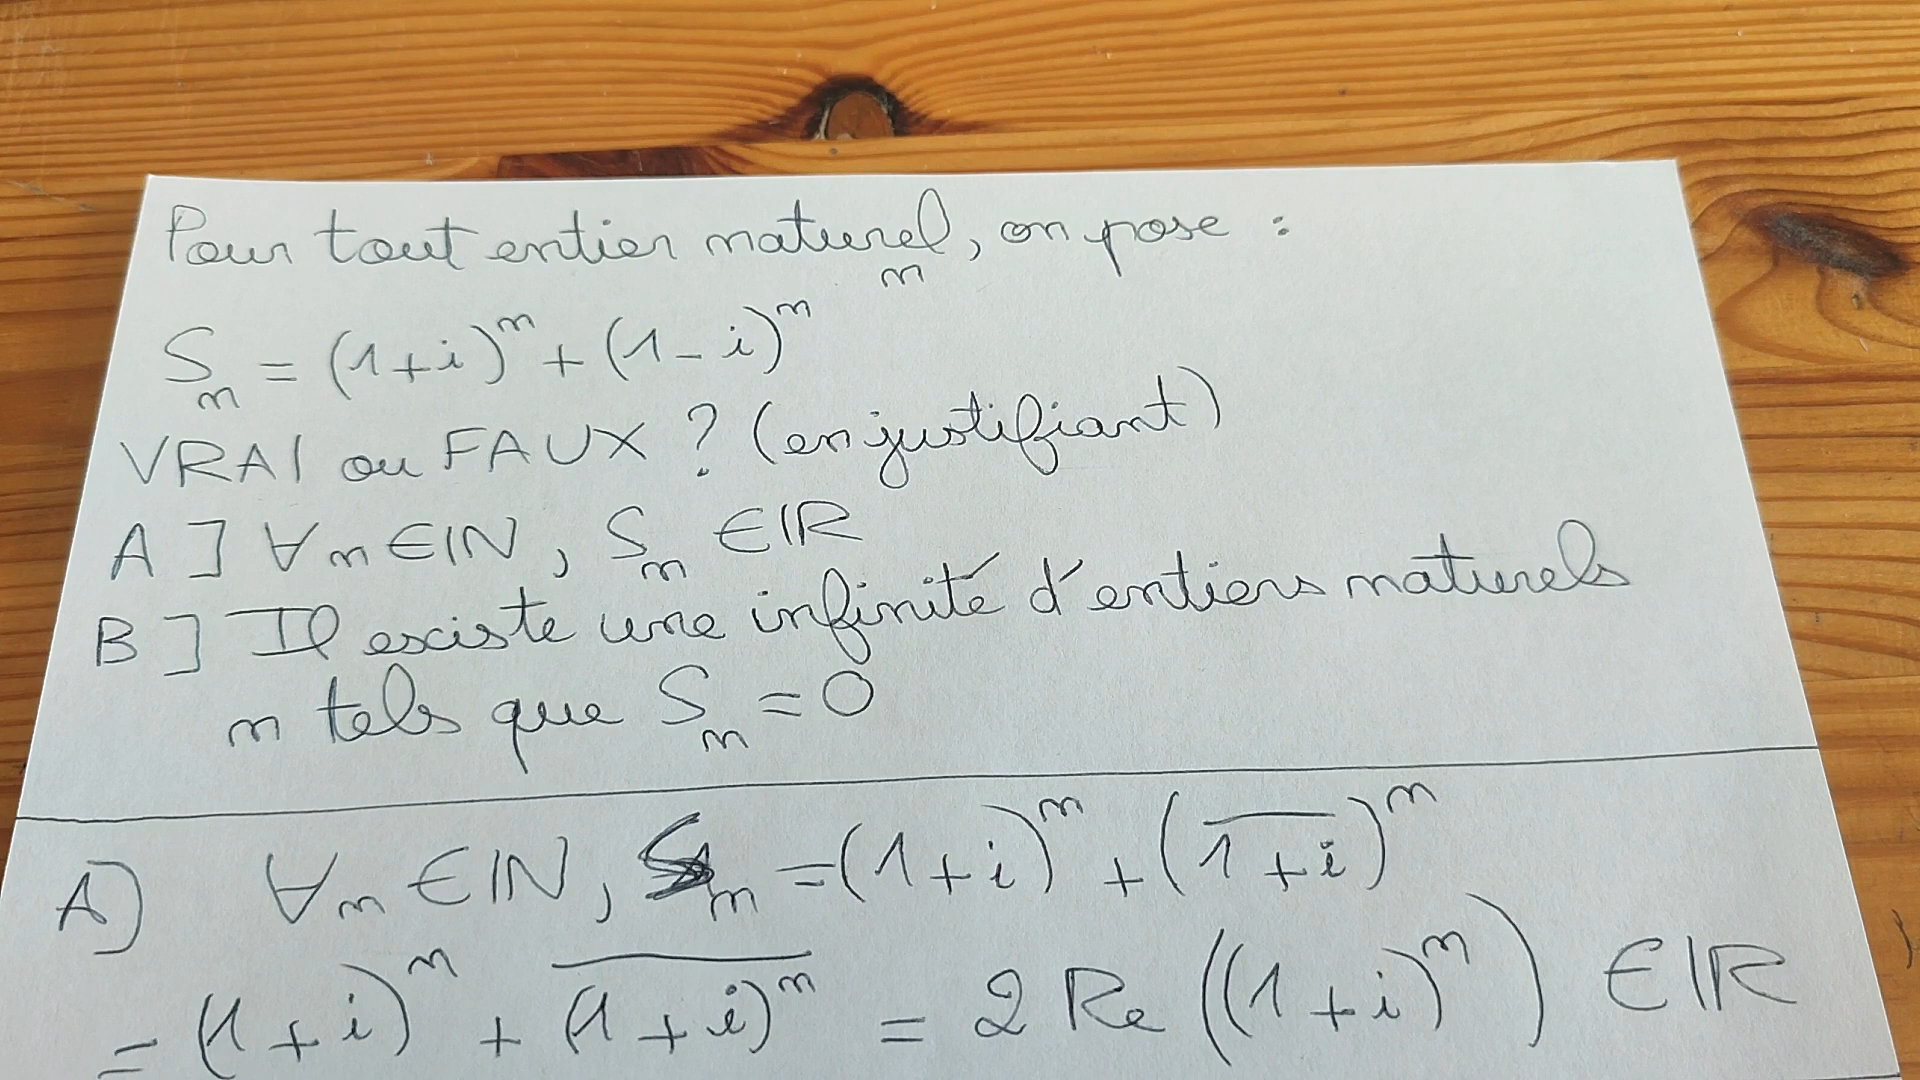 Pour tout entier naturel n, on pose :
Sₙ = (1+i)ⁿ + (1-i)ⁿ
VRAI ou FAUX ? (en justifiant)
A] ∀n∈ℕ, Sₙ ∈ℝ
B] Il existe une infinité d'entiers naturels
n tels que Sₙ = 0
A) ∀n∈ℕ, Sₙ = (1+i)ⁿ + (1̅+̅i̅)ⁿ
= (1+i)ⁿ + \overline{(1+i)ⁿ} = 2 Re ((1+i)ⁿ) ∈ℝ